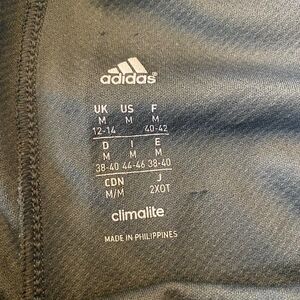 adidas
UK US F
M M M
12-14 40-42
D I E
M M M
38-40 44-46 38-40
CDN J
M/M 2XOT
climalite
MADE IN PHILIPPINES